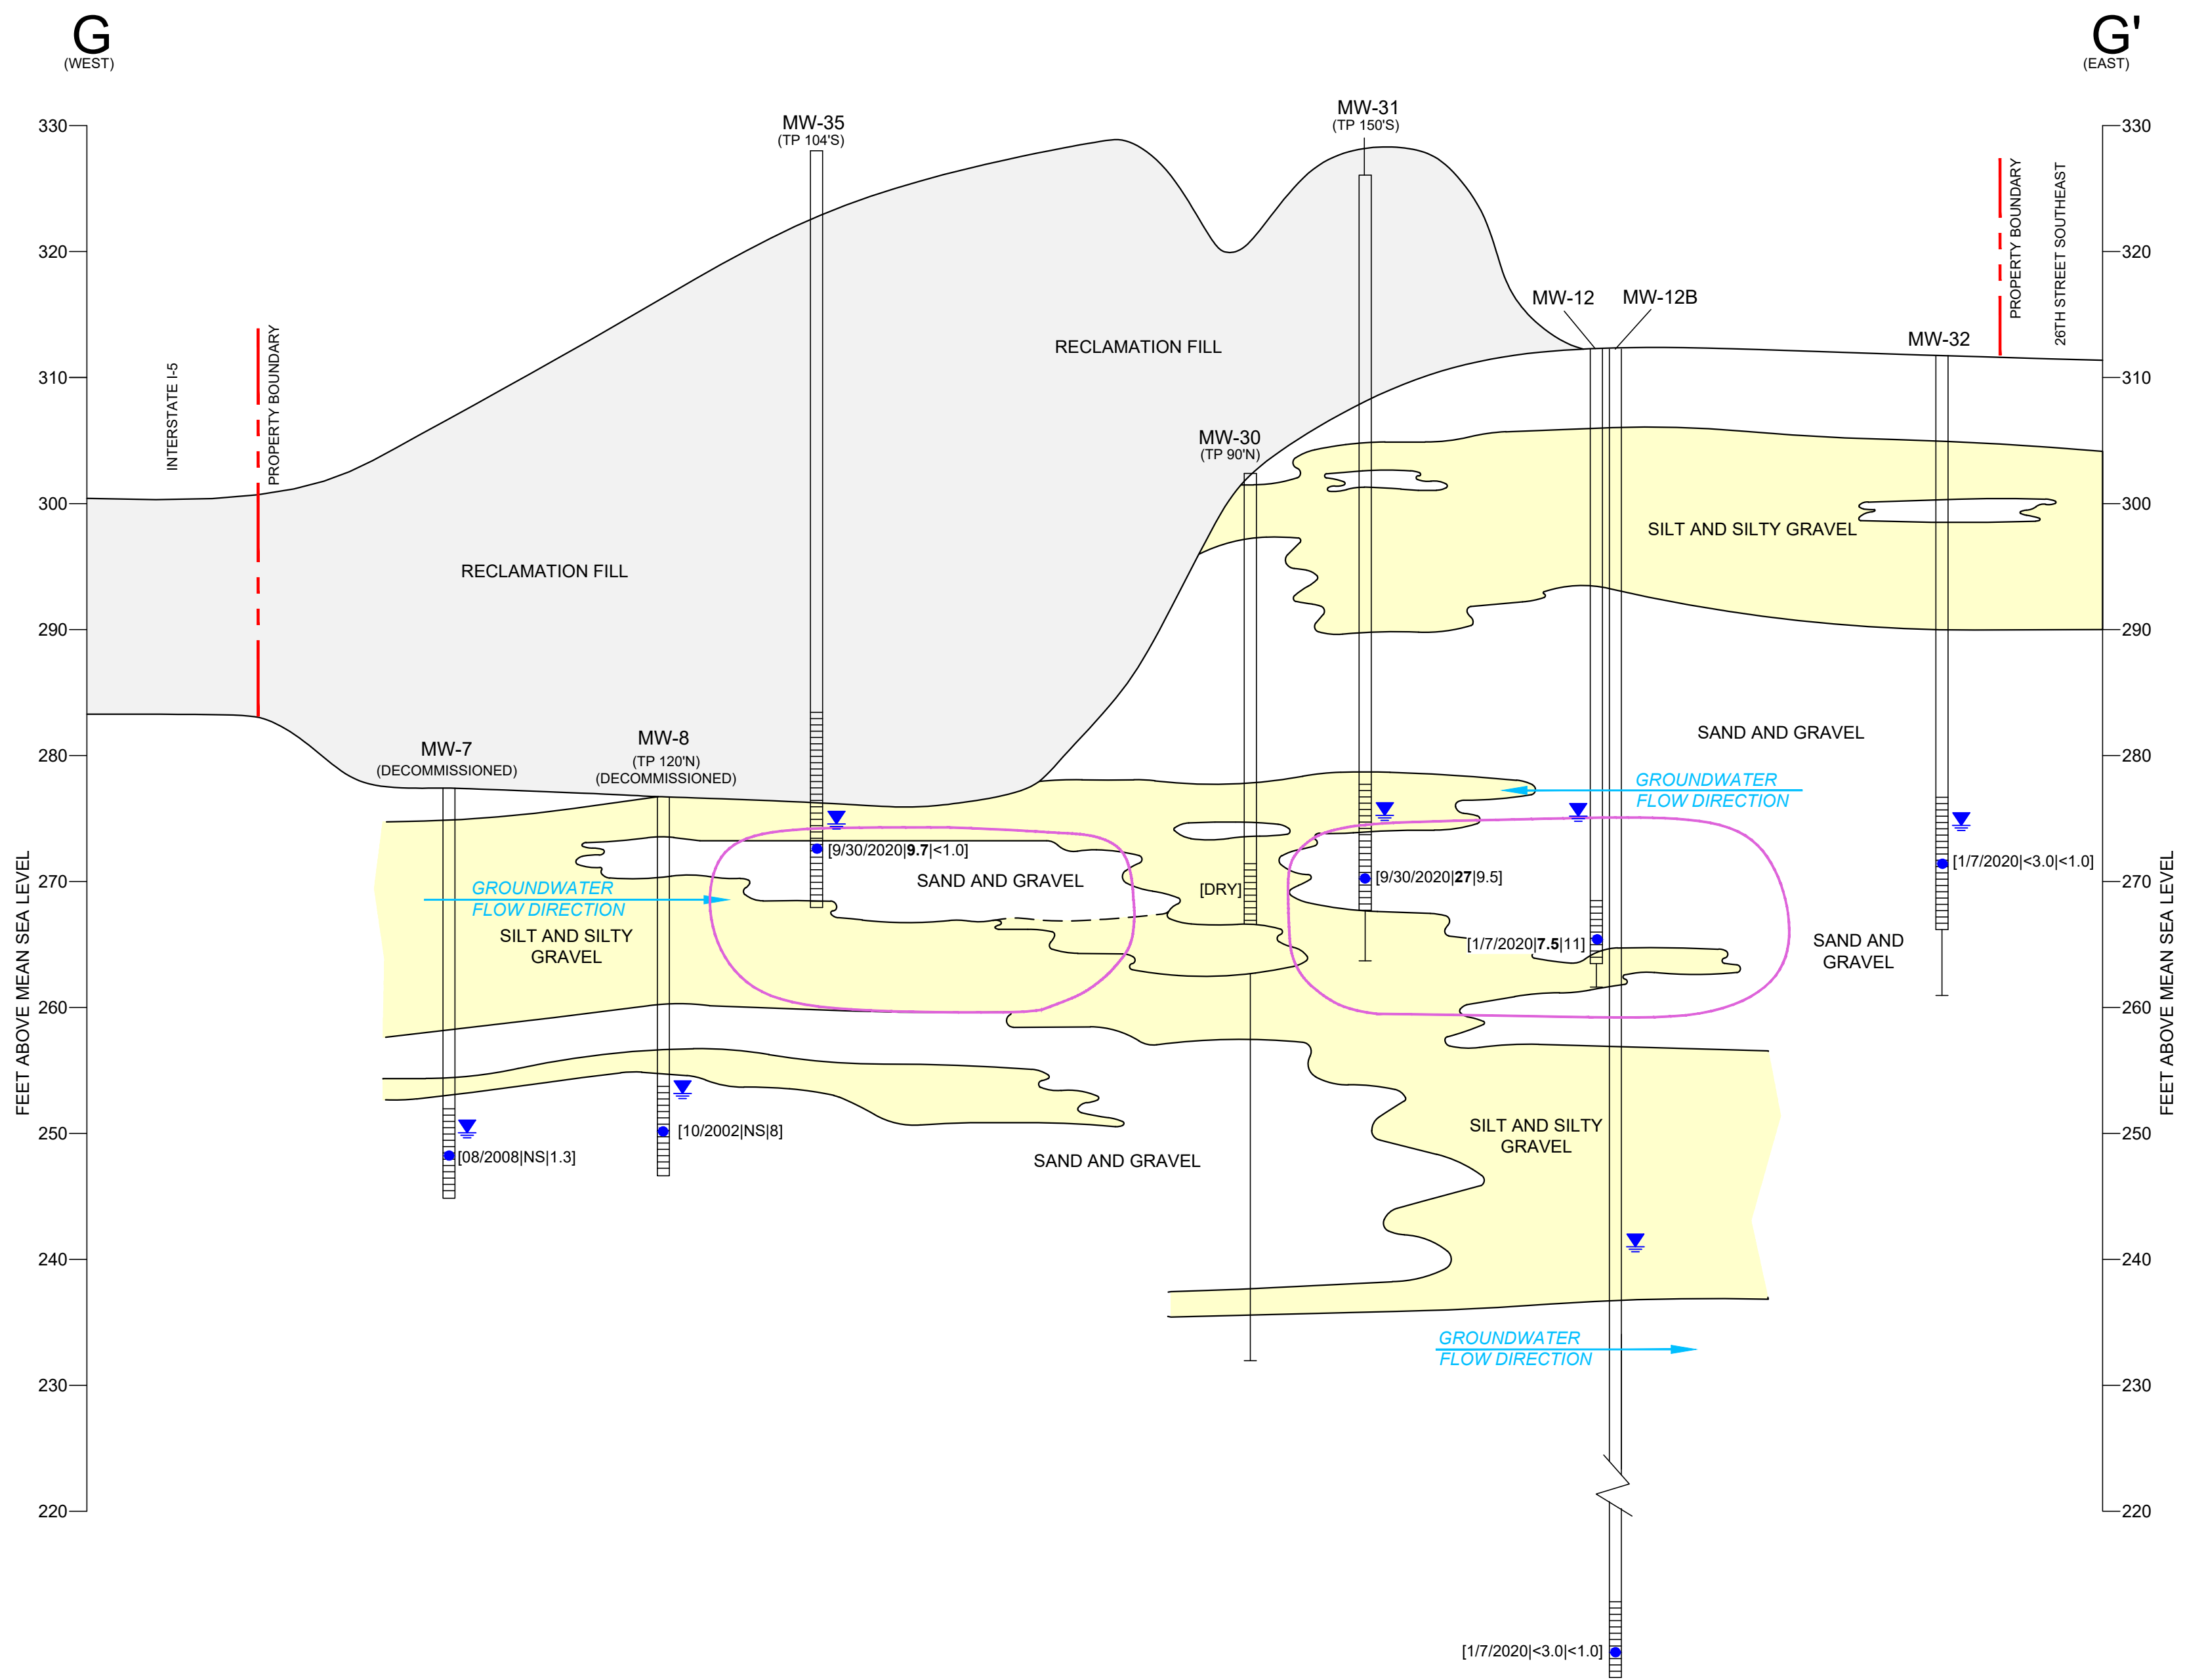 G
(WEST)
G'
(EAST)
MW-35
(TP 104'S)
MW-31
(TP 150'S)
330
330
320
320
310
310
300
300
290
290
280
280
270
270
260
260
250
250
240
240
230
230
220
220
FEET ABOVE MEAN SEA LEVEL
FEET ABOVE MEAN SEA LEVEL
INTERSTATE I-5
PROPERTY BOUNDARY
PROPERTY BOUNDARY
26TH STREET SOUTHEAST
MW-12
MW-12B
MW-32
RECLAMATION FILL
MW-30
(TP 90'N)
SILT AND SILTY GRAVEL
RECLAMATION FILL
SAND AND GRAVEL
MW-7
(DECOMMISSIONED)
MW-8
(TP 120'N)
(DECOMMISSIONED)
GROUNDWATER
FLOW DIRECTION
[9/30/2020|9.7|<1.0]
[1/7/2020|<3.0|<1.0]
SAND AND GRAVEL
[DRY]
[9/30/2020|27|9.5]
GROUNDWATER
FLOW DIRECTION
SILT AND SILTY
GRAVEL
[1/7/2020|7.5|11]
SAND AND
GRAVEL
[10/2002|NS|8]
[08/2008|NS|1.3]
SAND AND GRAVEL
SILT AND SILTY
GRAVEL
GROUNDWATER
FLOW DIRECTION
[1/7/2020|<3.0|<1.0]